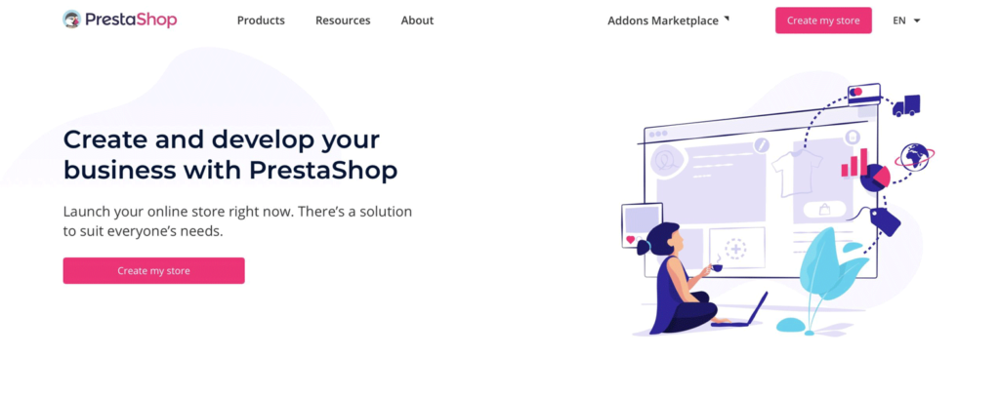 PrestaShop
Products
Resources
About
Addons Marketplace
Create my store
EN
Create and develop your
business with PrestaShop
Launch your online store right now. There’s a solution
to suit everyone’s needs.
Create my store